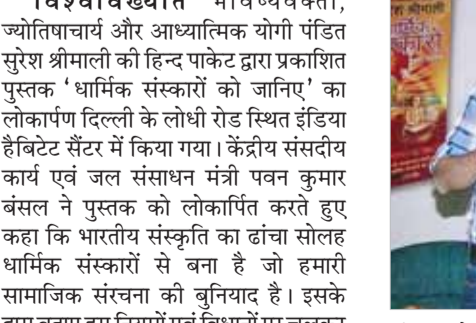 विश्वविख्यात भविष्यवक्ता,
ज्योतिषाचार्य और आध्यात्मिक योगी पंडित
सुरेश श्रीमाली की हिन्द पाकेट द्वारा प्रकाशित
पुस्तक 'धार्मिक संस्कारों को जानिए' का
लोकार्पण दिल्ली के लोधी रोड स्थित इंडिया
हैबिटेट सैंटर में किया गया। केंद्रीय संसदीय
कार्य एवं जल संसाधन मंत्री पवन कुमार
बंसल ने पुस्तक को लोकार्पित करते हुए
कहा कि भारतीय संस्कृति का ढांचा सोलह
धार्मिक संस्कारों से बना है जो हमारी
सामाजिक संरचना की बुनियाद है। इसके
श्रीमाली